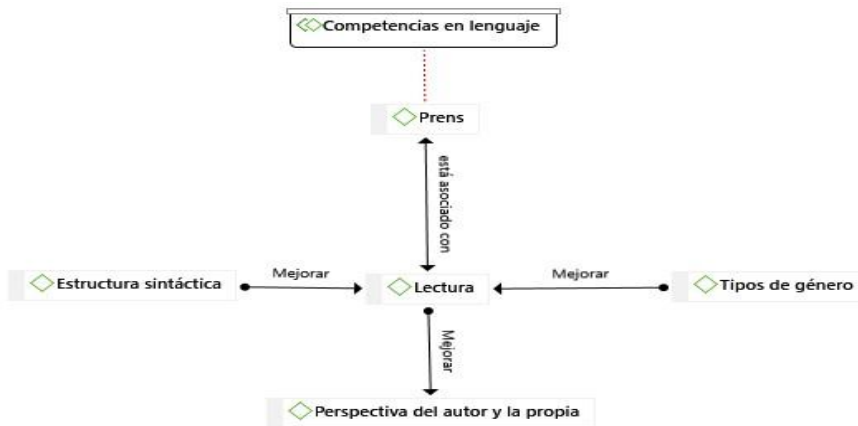 Competencias en lenguaje
Prens
está asociado con
Estructura sintáctica
Mejorar
Lectura
Mejorar
Tipos de género
Mejorar
Perspectiva del autor y la propia